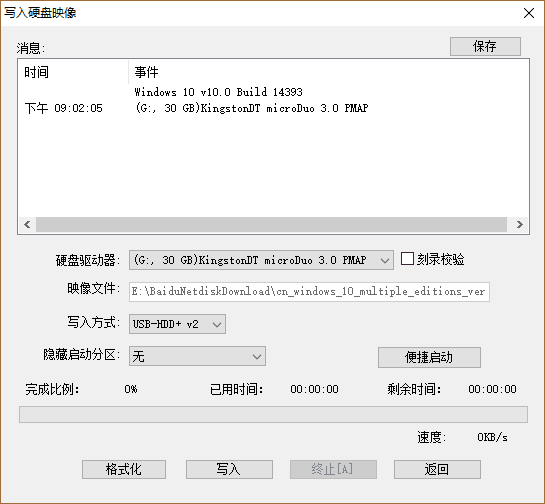 写入硬盘映像
消息:
保存
时间 事件
Windows 10 v10.0 Build 14393
下午 09:02:05 (G:, 30 GB)KingstonDT microDuo 3.0 PMAP
硬盘驱动器: (G:, 30 GB)KingstonDT microDuo 3.0 PMAP 刻录校验
映像文件: E:\BaiduNetdiskDownload\cn_windows_10_multiple_editions_ver
写入方式: USB-HDD+ v2
隐藏启动分区: 无 便捷启动
完成比例: 0% 已用时间: 00:00:00 剩余时间: 00:00:00
速度: 0KB/s
格式化 写入 终止[A] 返回